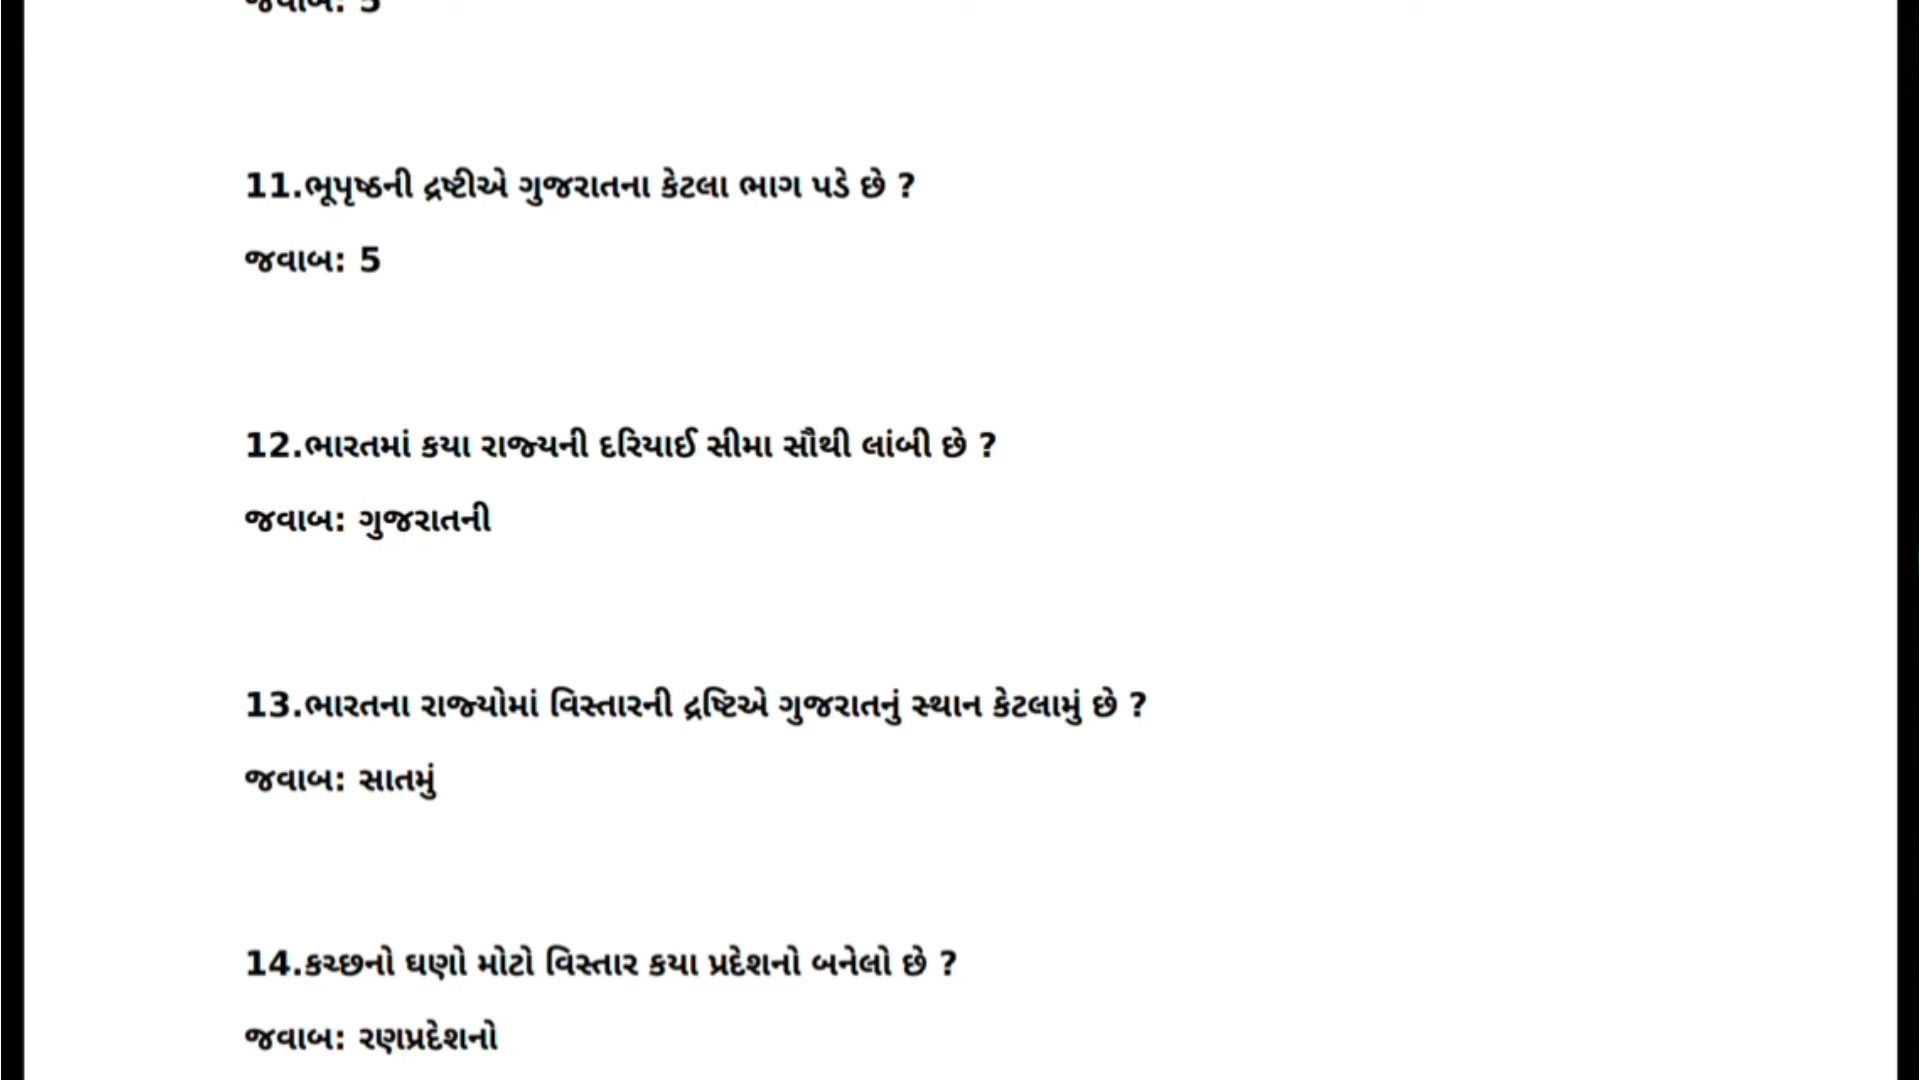 જવાબ: 5
11.ભૂપૃષ્ઠની દ્રષ્ટીએ ગુજરાતના કેટલા ભાગ પડે છે ?
જવાબ: 5
12.ભારતમાં કયા રાજ્યની દરિયાઈ સીમા સૌથી લાંબી છે ?
જવાબ: ગુજરાતની
13.ભારતના રાજ્યોમાં વિસ્તારની દ્રષ્ટિએ ગુજરાતનું સ્થાન કેટલામું છે ?
જવાબ: સાતમું
14.કચ્છનો ઘણો મોટો વિસ્તાર કયા પ્રદેશનો બનેલો છે ?
જવાબ: રણપ્રદેશનો